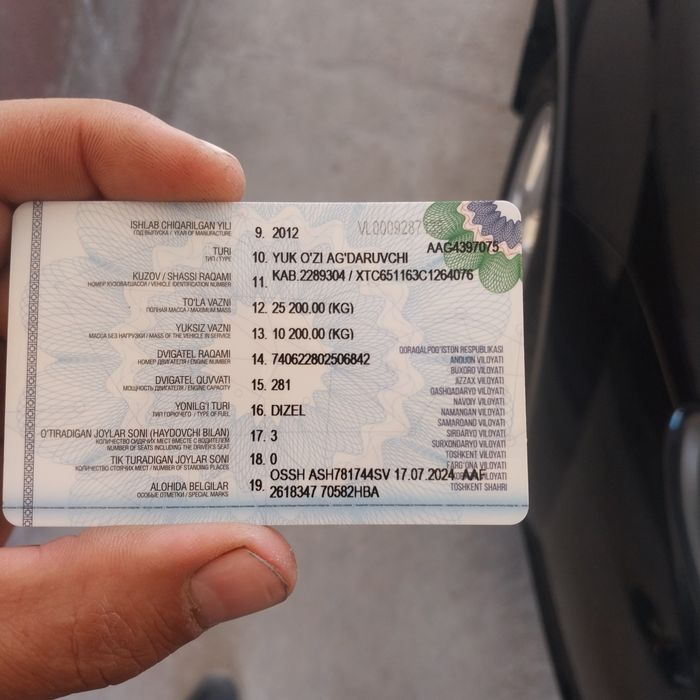 ISHLAB CHIQARILGAN YILI 9. 2012 VL0009287
ГОД ВЫПУСКА / YEAR OF MANUFACTURE
AAG4397075
TURI 10. YUK O'ZI AG'DARUVCHI
ТИП / TYPE
KUZOV / SHASSI RAQAMI 11. KAB.2289304 / XTC651163C1264076
НОМЕР КУЗОВА/ШАССИ / VEHICLE IDENTIFICATION NUMBER
TO'LA VAZNI 12. 25 200.00 (KG)
ПОЛНАЯ МАССА / MAXIMUM MASS
YUKSIZ VAZNI 13. 10 200.00 (KG)
МАССА БЕЗ НАГРУЗКИ / MASS OF THE VEHICLE IN SERVICE
DVIGATEL RAQAMI 14. 740622802506842
НОМЕР ДВИГАТЕЛЯ / ENGINE NUMBER
DVIGATEL QUVVATI 15. 281
МОЩНОСТЬ ДВИГАТЕЛЯ / ENGINE CAPACITY
YONILG'I TURI 16. DIZEL
ТИП ГОРЮЧЕГО / TYPE OF FUEL
O'TIRADIGAN JOYLAR SONI (HAYDOVCHI BILAN) 17. 3
КОЛИЧЕСТВО СИДЯЧИХ МЕСТ ВМЕСТЕ С ВОДИТЕЛЕМ
NUMBER OF SEATS INCLUDING THE DRIVER'S SEAT
TIK TURADIGAN JOYLAR SONI 18. 0
КОЛИЧЕСТВО СТОЯЧИХ МЕСТ / NUMBER OF STANDING PLACES
ALOHIDA BELGILAR 19. OSSH ASH781744SV 17.07.2024 AAF
ОСОБЫЕ ОТМЕТКИ / SPECIAL MARKS
2618347 70582HBA
QORAQALPOG'ISTON RESPUBLIKASI
ANDIJON VILOYATI
BUXORO VILOYATI
JIZZAX VILOYATI
QASHQADARYO VILOYATI
NAVOIY VILOYATI
NAMANGAN VILOYATI
SAMARQAND VILOYATI
SIRDARYO VILOYATI
SURXONDARYO VILOYATI
TOSHKENT VILOYATI
FARG'ONA VILOYATI
VILOYATI
TOSHKENT SHAHRI